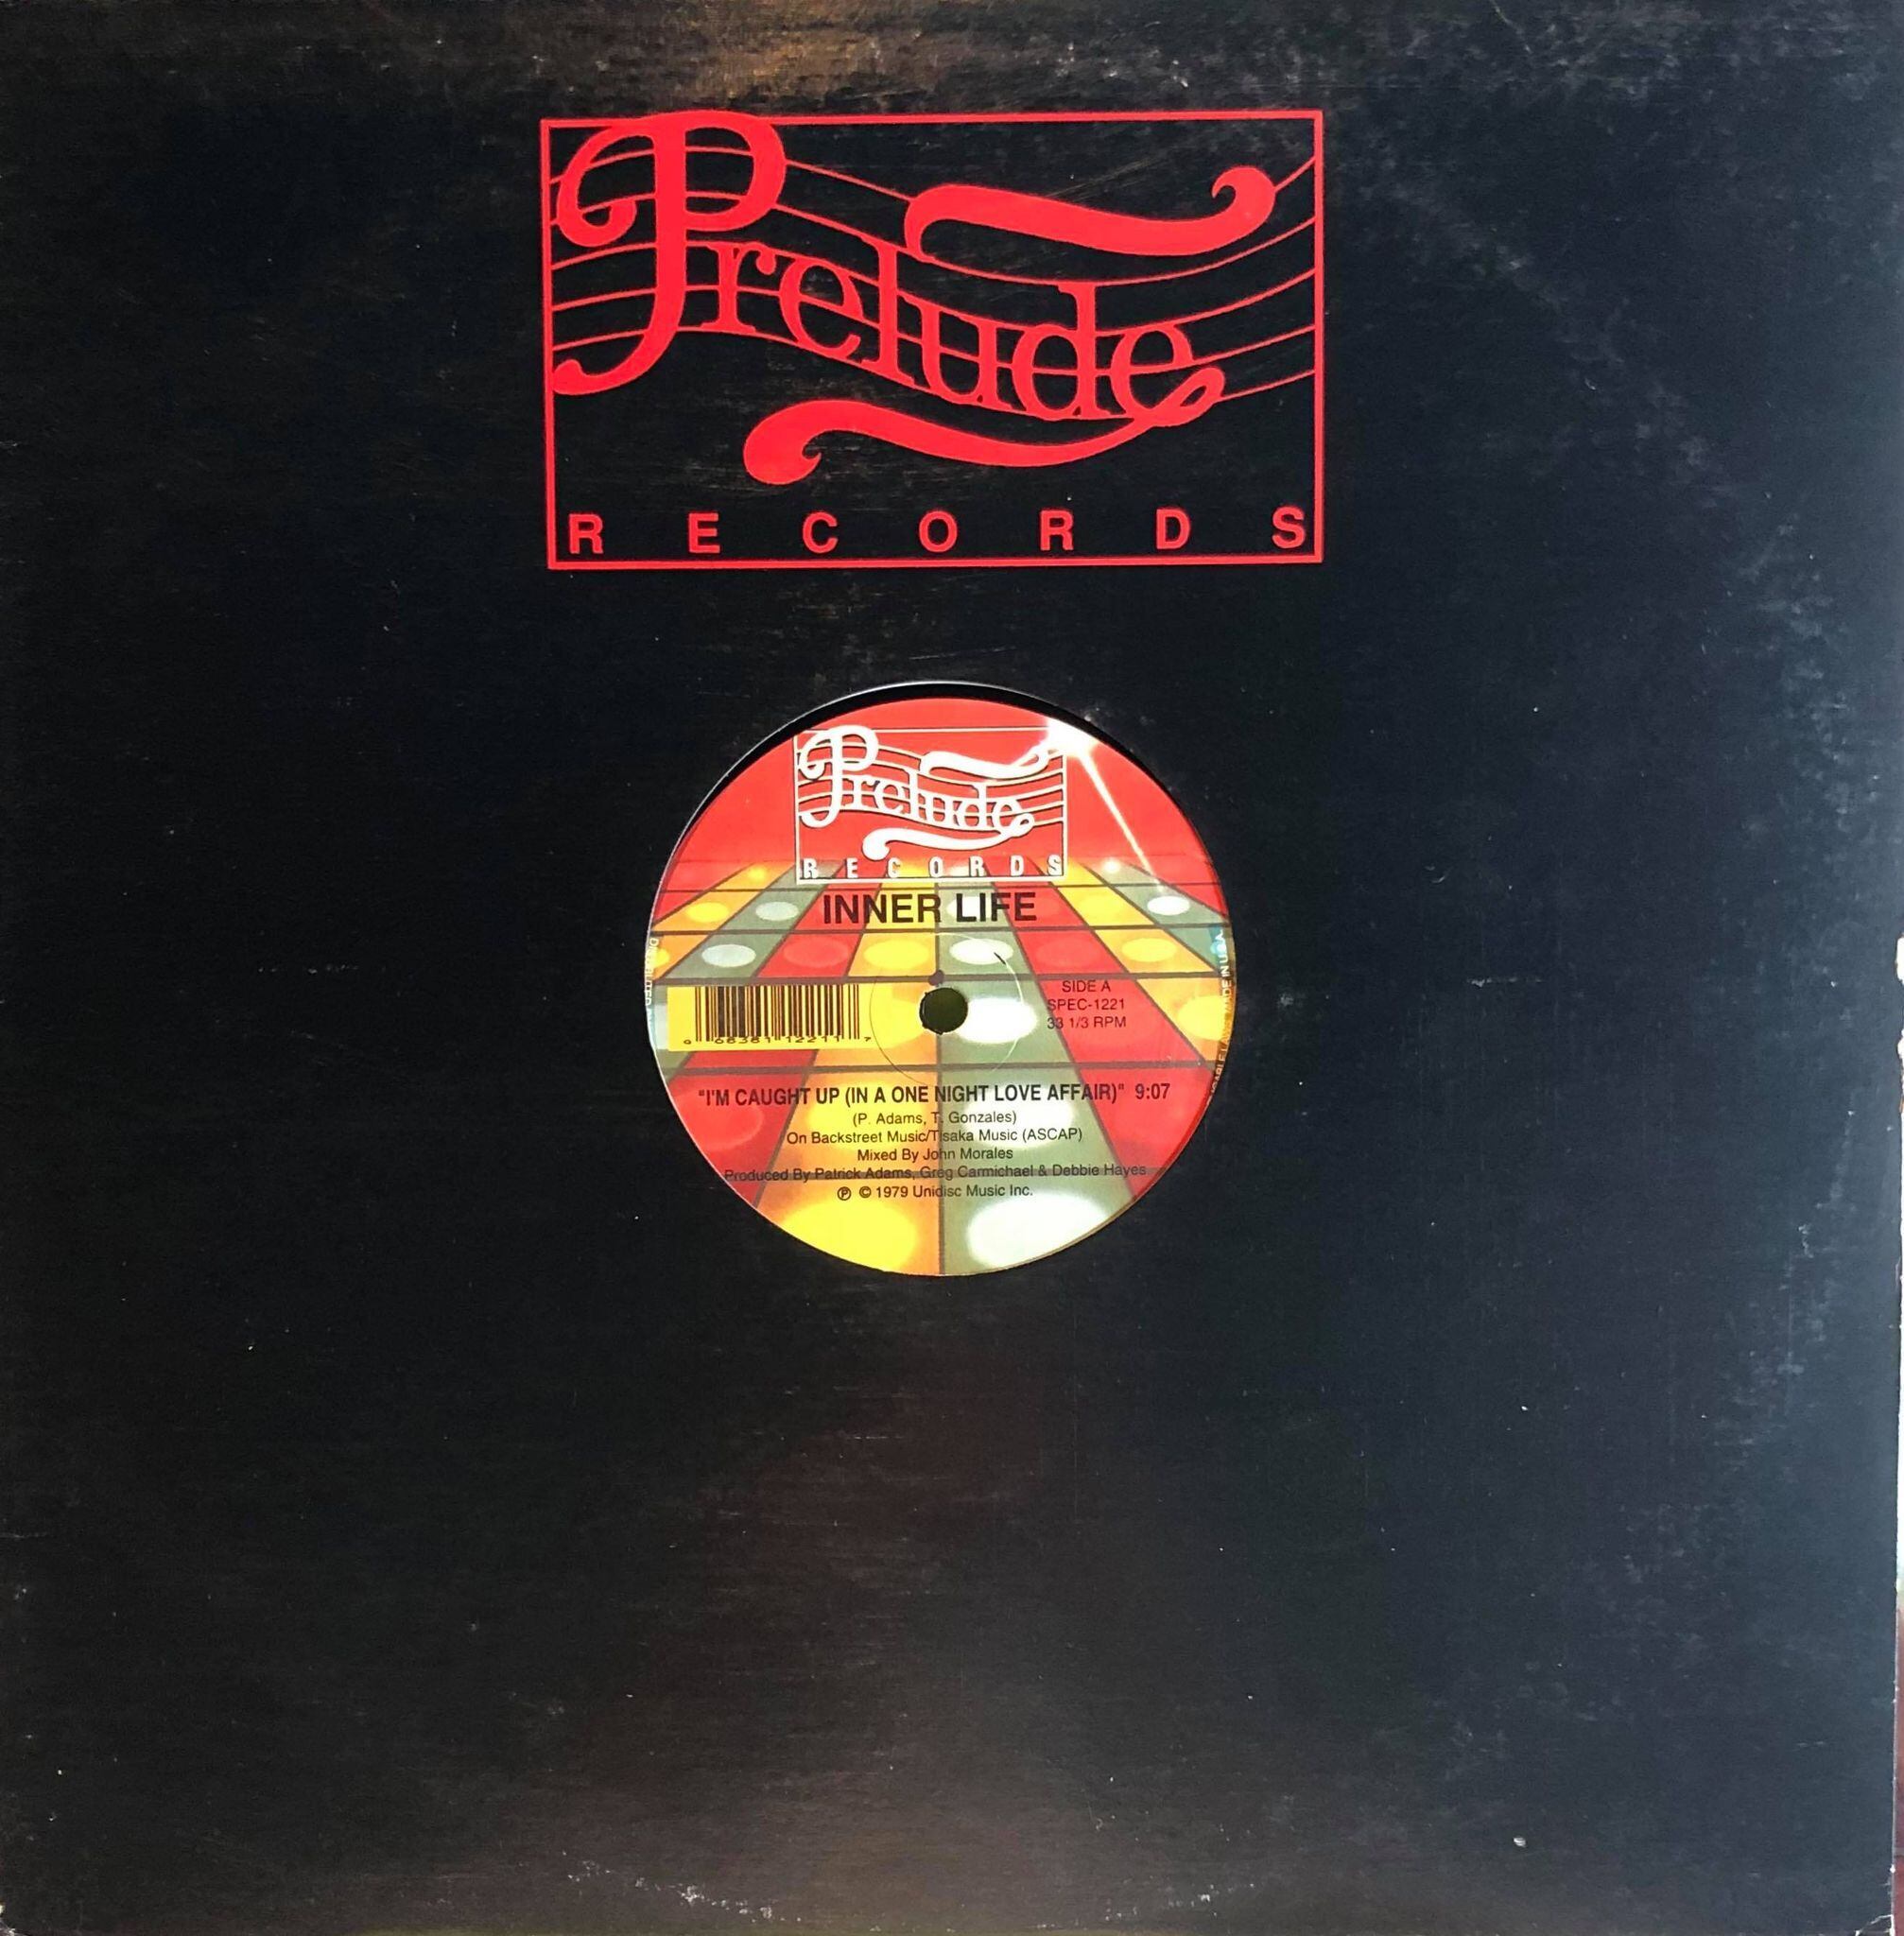 Prelude
RECORDS
Prelude
RECORDS
INNER LIFE
SIDE A
SPEC-1221
33 1/3 RPM
"I'M CAUGHT UP (IN A ONE NIGHT LOVE AFFAIR)" 9:07
(P. Adams, T. Gonzales)
On Backstreet Music/Tisaka Music (ASCAP)
Mixed By John Morales
Produced By Patrick Adams, Greg Carmichael & Debbie Hayes
℗ © 1979 Unidisc Music Inc.
MADE IN U.S.A.